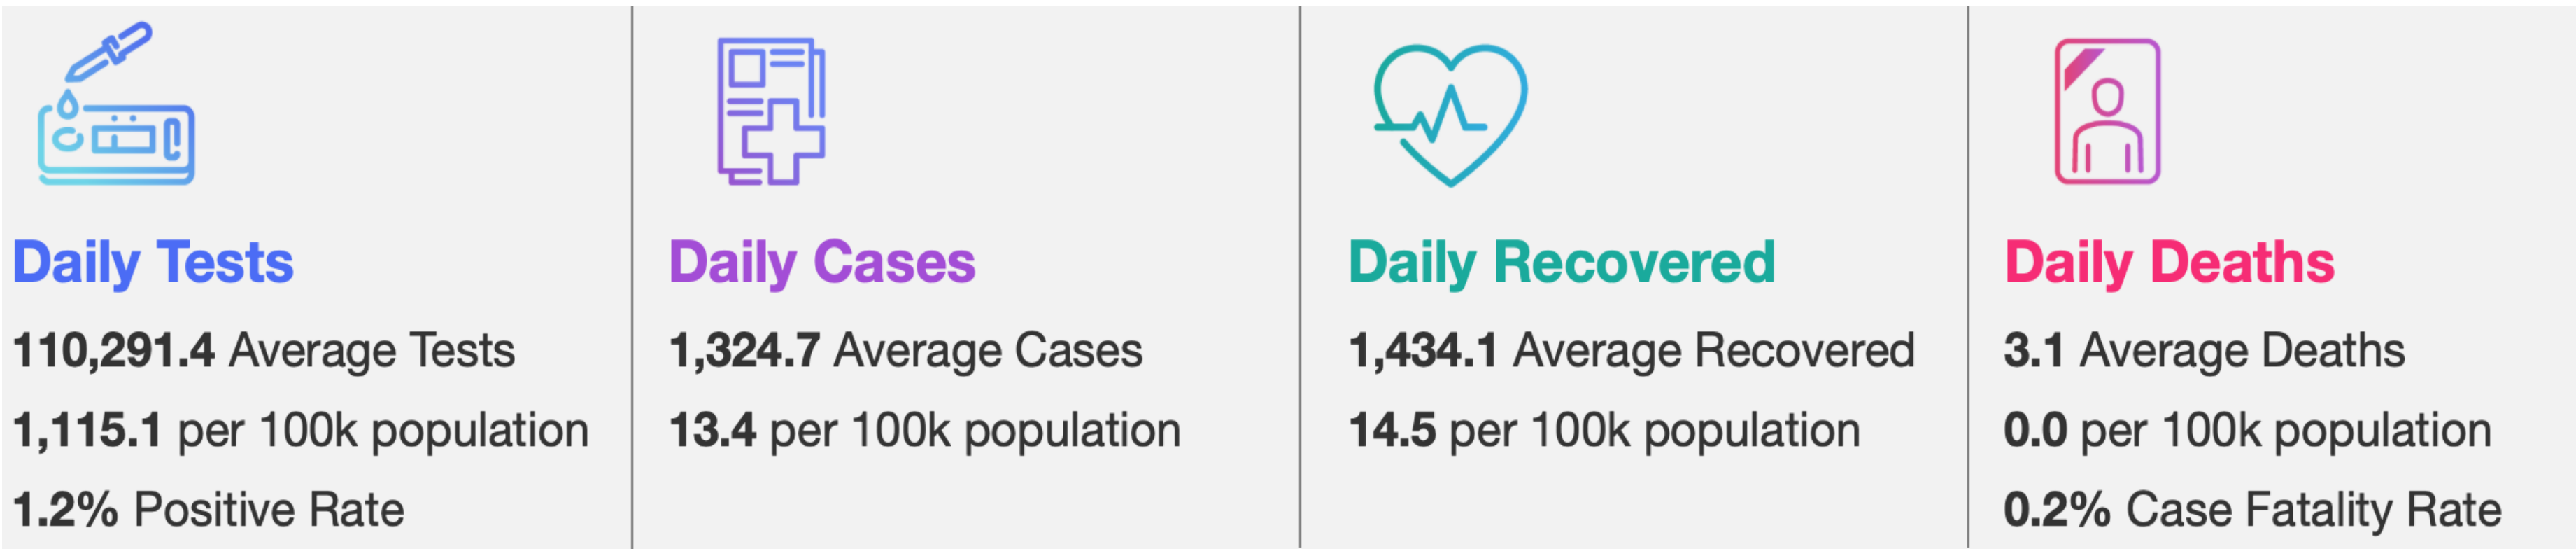 Daily Tests
110,291.4 Average Tests
1,115.1 per 100k population
1.2% Positive Rate
Daily Cases
1,324.7 Average Cases
13.4 per 100k population
Daily Recovered
1,434.1 Average Recovered
14.5 per 100k population
Daily Deaths
3.1 Average Deaths
0.0 per 100k population
0.2% Case Fatality Rate